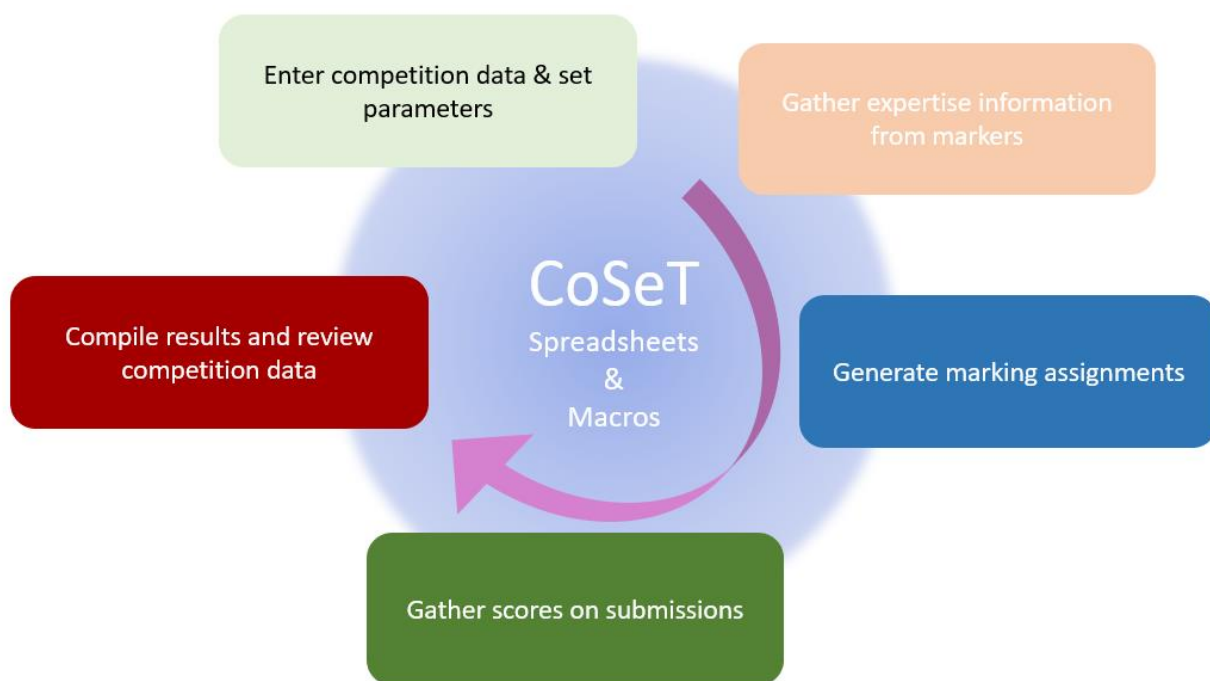 Enter competition data & set
parameters
Gather expertise information
from markers
CoSeT
Spreadsheets
&
Macros
Compile results and review
competition data
Generate marking assignments
Gather scores on submissions